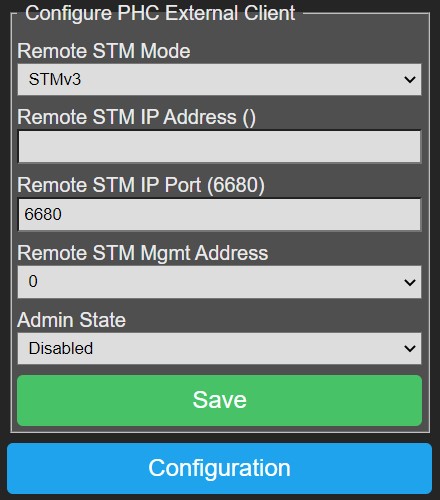 Configure PHC External Client
Remote STM Mode
STMv3
Remote STM IP Address ()
Remote STM IP Port (6680)
6680
Remote STM Mgmt Address
0
Admin State
Disabled
Save
Configuration